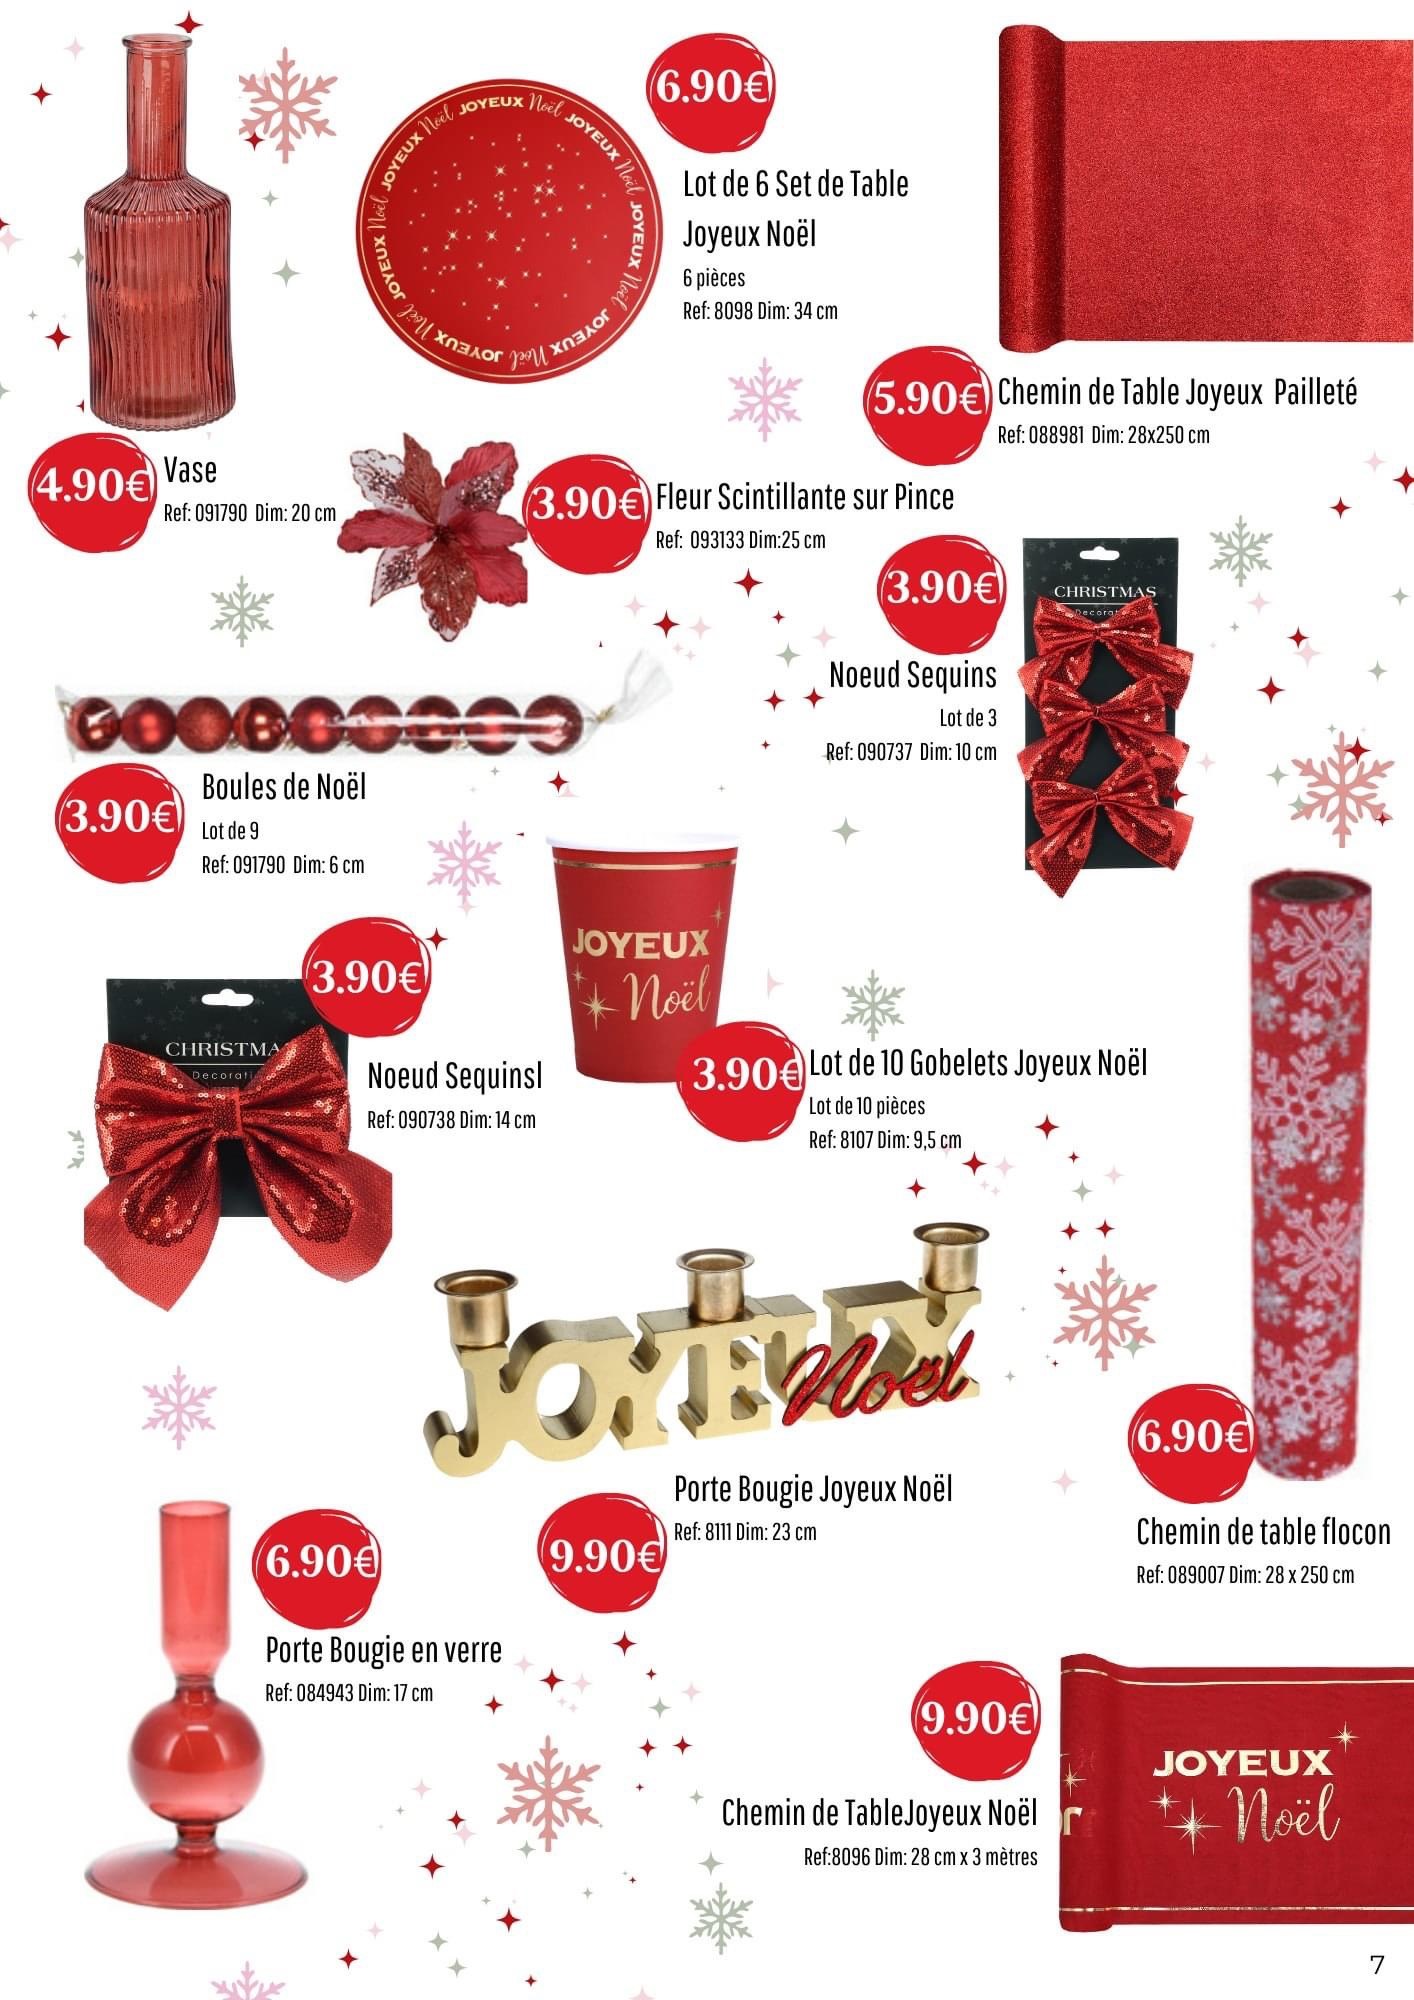 JOYEUX Noël JOYEUX Noël JOYEUX Noël JOYEUX Noël JOYEUX Noël JOYEUX Noël JOYEUX Noël
6.90€
Lot de 6 Set de Table
Joyeux Noël
6 pièces
Ref: 8098 Dim: 34 cm
5.90€
Chemin de Table Joyeux Pailleté
Ref: 088981 Dim: 28x250 cm
4.90€
Vase
Ref: 091790 Dim: 20 cm
3.90€
Fleur Scintillante sur Pince
Ref: 093133 Dim:25 cm
3.90€
Noeud Sequins
Lot de 3
Ref: 090737 Dim: 10 cm
CHRISTMAS
Decorati
3.90€
Boules de Noël
Lot de 9
Ref: 091790 Dim: 6 cm
3.90€
CHRISTMA
Decorati
Noeud Sequinsl
Ref: 090738 Dim: 14 cm
JOYEUX
Noël
3.90€
Lot de 10 Gobelets Joyeux Noël
Lot de 10 pièces
Ref: 8107 Dim: 9,5 cm
JOYEUX
Noël
9.90€
Porte Bougie Joyeux Noël
Ref: 8111 Dim: 23 cm
6.90€
Chemin de table flocon
Ref: 089007 Dim: 28 x 250 cm
6.90€
Porte Bougie en verre
Ref: 084943 Dim: 17 cm
9.90€
Chemin de TableJoyeux Noël
Ref:8096 Dim: 28 cm x 3 mètres
JOYEUX
Noël
7